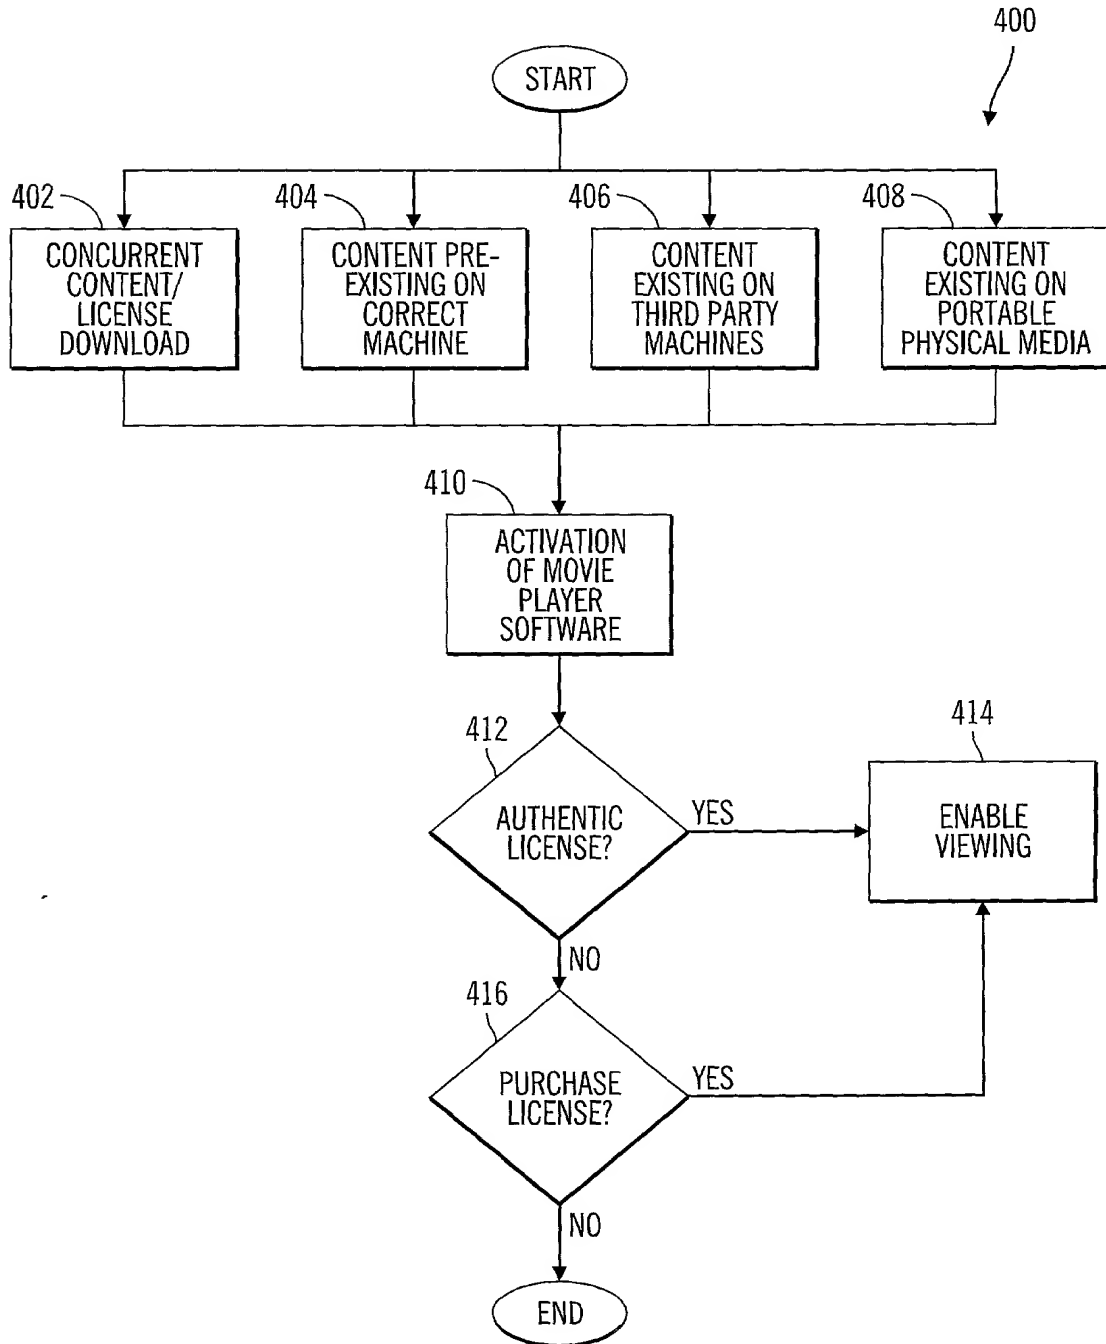 400
START
402
404
406
408
CONCURRENT
CONTENT/
LICENSE
DOWNLOAD
CONTENT PRE-
EXISTING ON
CORRECT
MACHINE
CONTENT
EXISTING ON
THIRD PARTY
MACHINES
CONTENT
EXISTING ON
PORTABLE
PHYSICAL MEDIA
410
ACTIVATION
OF MOVIE
PLAYER
SOFTWARE
412
AUTHENTIC
LICENSE?
YES
414
ENABLE
VIEWING
NO
416
PURCHASE
LICENSE?
YES
NO
END